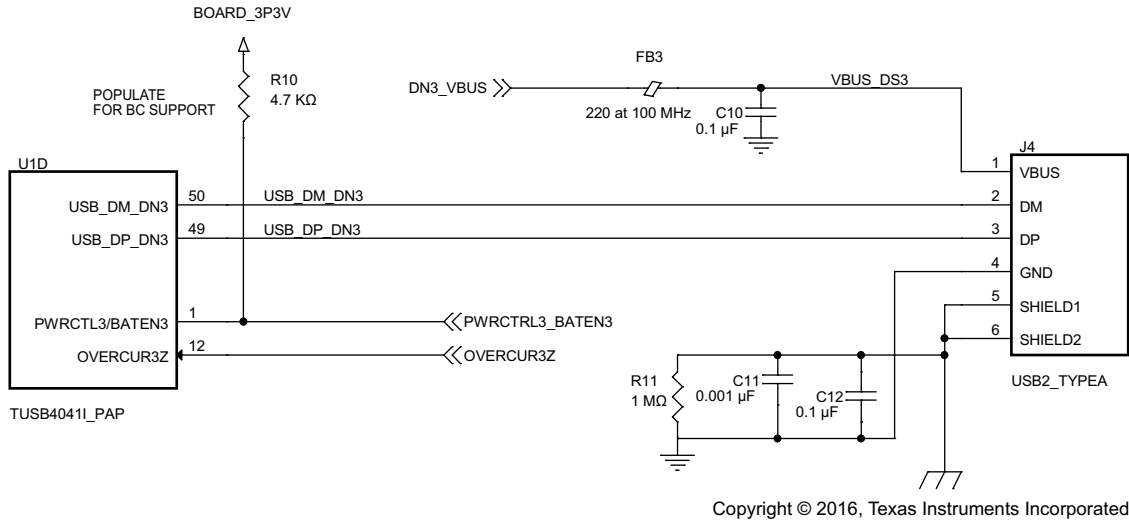 BOARD_3P3V
FB3
R10
4.7 KΩ
DN3_VBUS
VBUS_DS3
POPULATE
FOR BC SUPPORT
220 at 100 MHz
C10
0.1 µF
U1D
J4
1
VBUS
USB_DM_DN3
50
USB_DM_DN3
2
DM
USB_DP_DN3
49
USB_DP_DN3
3
DP
4
GND
5
SHIELD1
PWRCTL3/BATEN3
1
PWRCTRL3_BATEN3
6
SHIELD2
OVERCUR3Z
12
OVERCUR3Z
R11
1 MΩ
C11
0.001 µF
C12
0.1 µF
USB2_TYPEA
TUSB4041I_PAP
Copyright © 2016, Texas Instruments Incorporated